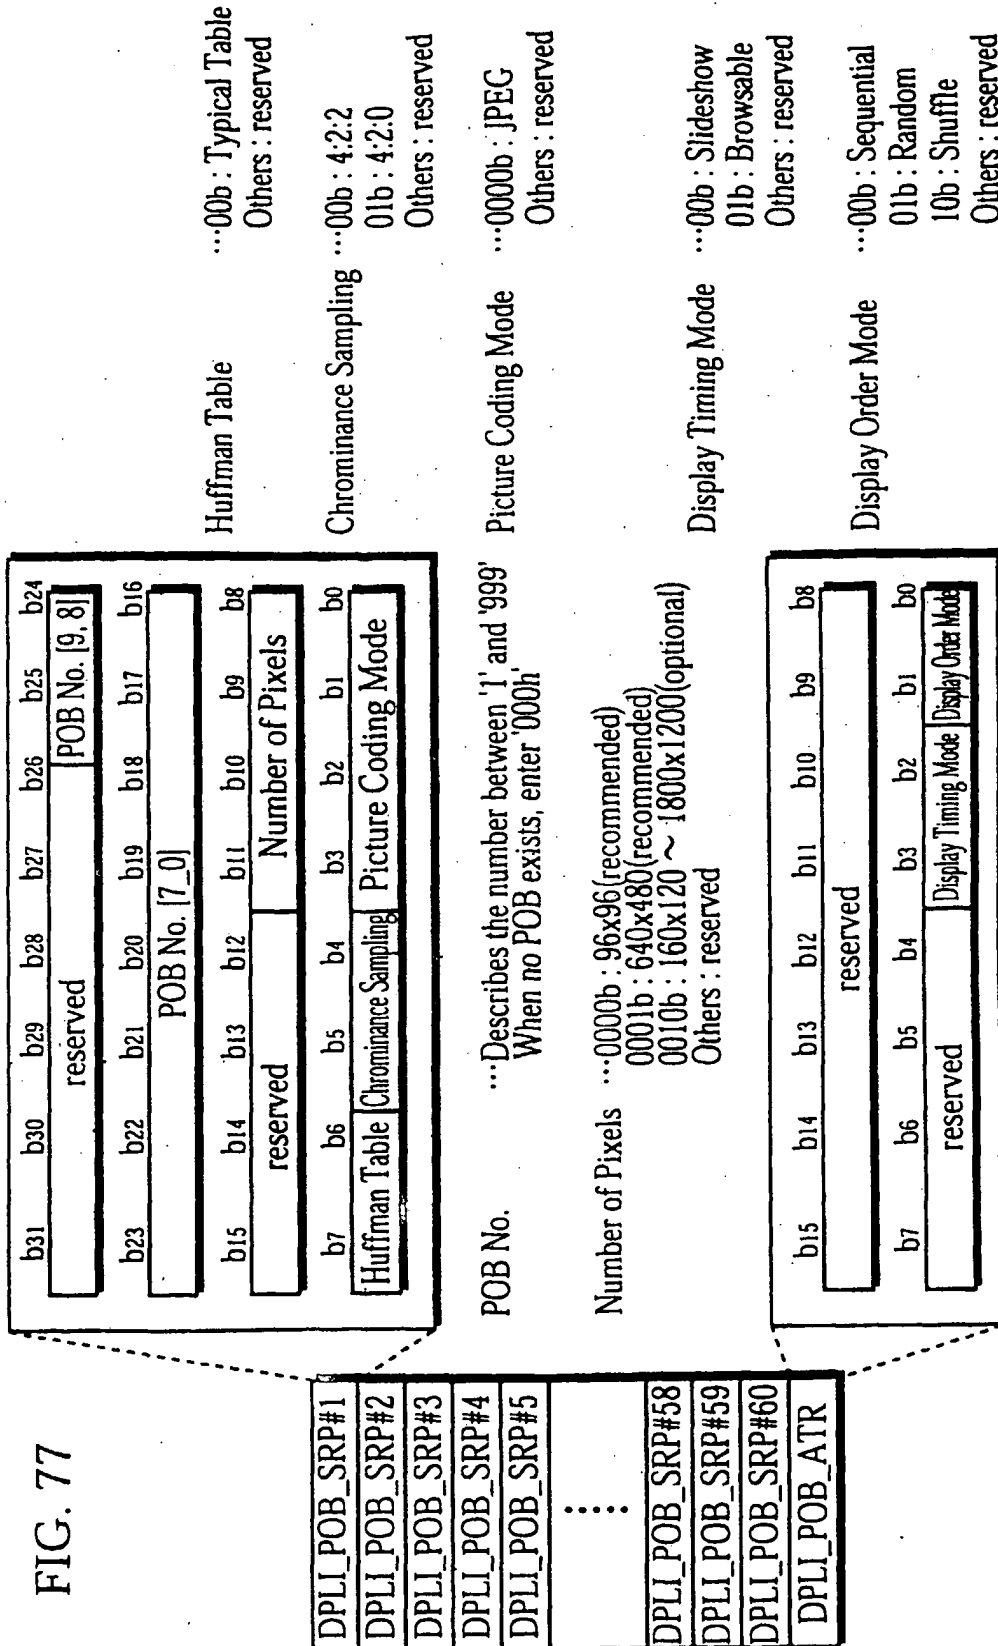 FIG. 77
DPLI_POB_SRP#1
DPLI_POB_SRP#2
DPLI_POB_SRP#3
DPLI_POB_SRP#4
DPLI_POB_SRP#5
DPLI_POB_SRP#58
DPLI_POB_SRP#59
DPLI_POB_SRP#60
DPLI_POB_ATR
b31 b30 b29 b28 b27 b26 b25 b24
reserved POB No. [9, 8]
b23 b22 b21 b20 b19 b18 b17 b16
POB No. [7_0]
b15 b14 b13 b12 b11 b10 b9 b8
reserved Number of Pixels
b7 b6 b5 b4 b3 b2 b1 b0
Huffman Table Chrominance Sampling Picture Coding Mode
POB No. …Describes the number between '1' and '999'
When no POB exists, enter '000h'
Number of Pixels …0000b : 96x96(recommended)
0001b : 640x480(recommended)
0010b : 160x120 ~ 1800x1200(optional)
Others : reserved
b15 b14 b13 b12 b11 b10 b9 b8
reserved
b7 b6 b5 b4 b3 b2 b1 b0
reserved Display Timing Mode Display Order Mode
Huffman Table …00b : Typical Table
Others : reserved
Chrominance Sampling …00b : 4:2:2
01b : 4:2:0
Others : reserved
Picture Coding Mode …0000b : JPEG
Others : reserved
Display Timing Mode …00b : Slideshow
01b : Browsable
Others : reserved
Display Order Mode …00b : Sequential
01b : Random
10b : Shuffle
Others : reserved